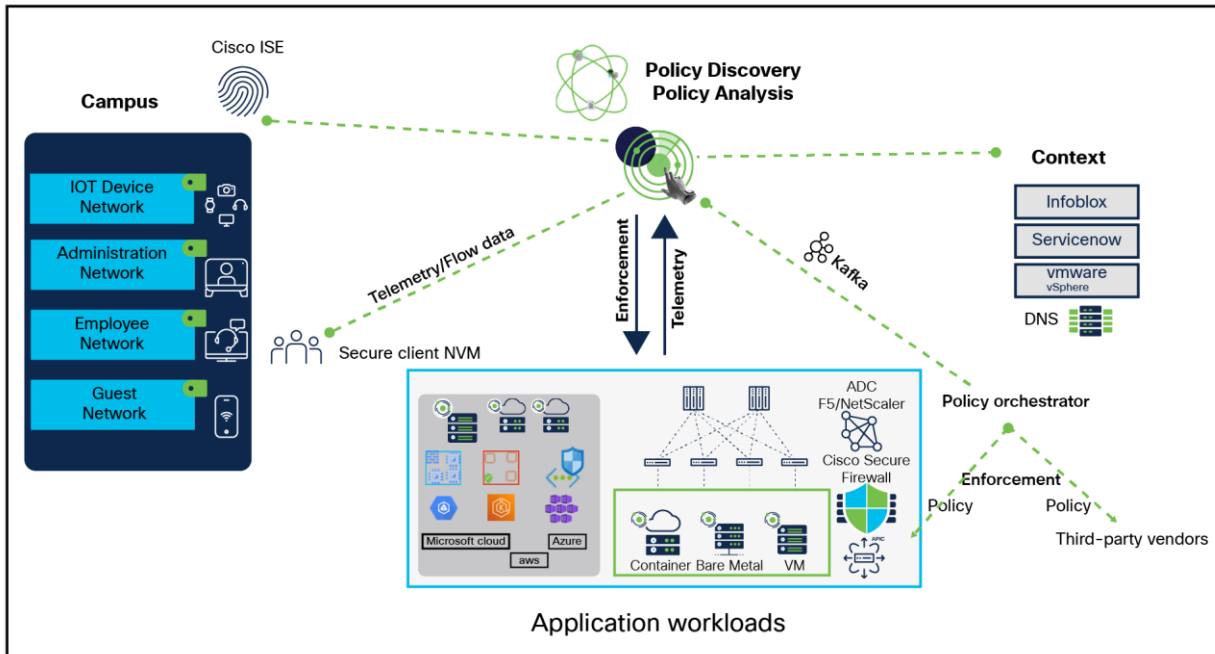 Cisco ISE
Policy Discovery
Policy Analysis
Campus
IOT Device
Network
Administration
Network
Employee
Network
Guest
Network
Telemetry/Flow data
Secure client NVM
Enforcement
Telemetry
Kafka
Context
Infoblox
Servicenow
vmware
vSphere
DNS
Policy orchestrator
Enforcement
Policy
Policy
Third-party vendors
ADC
F5/NetScaler
Cisco Secure
Firewall
APIC
Microsoft cloud
Azure
aws
Container
Bare Metal
VM
Application workloads